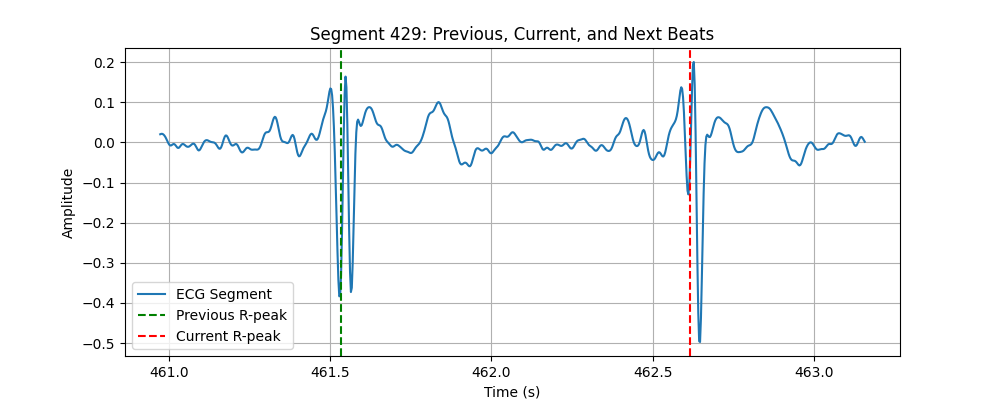 Segment 429: Previous, Current, and Next Beats
Amplitude
0.2
0.1
0.0
−0.1
−0.2
−0.3
−0.4
−0.5
ECG Segment
Previous R-peak
Current R-peak
461.0 461.5 462.0 462.5 463.0
Time (s)